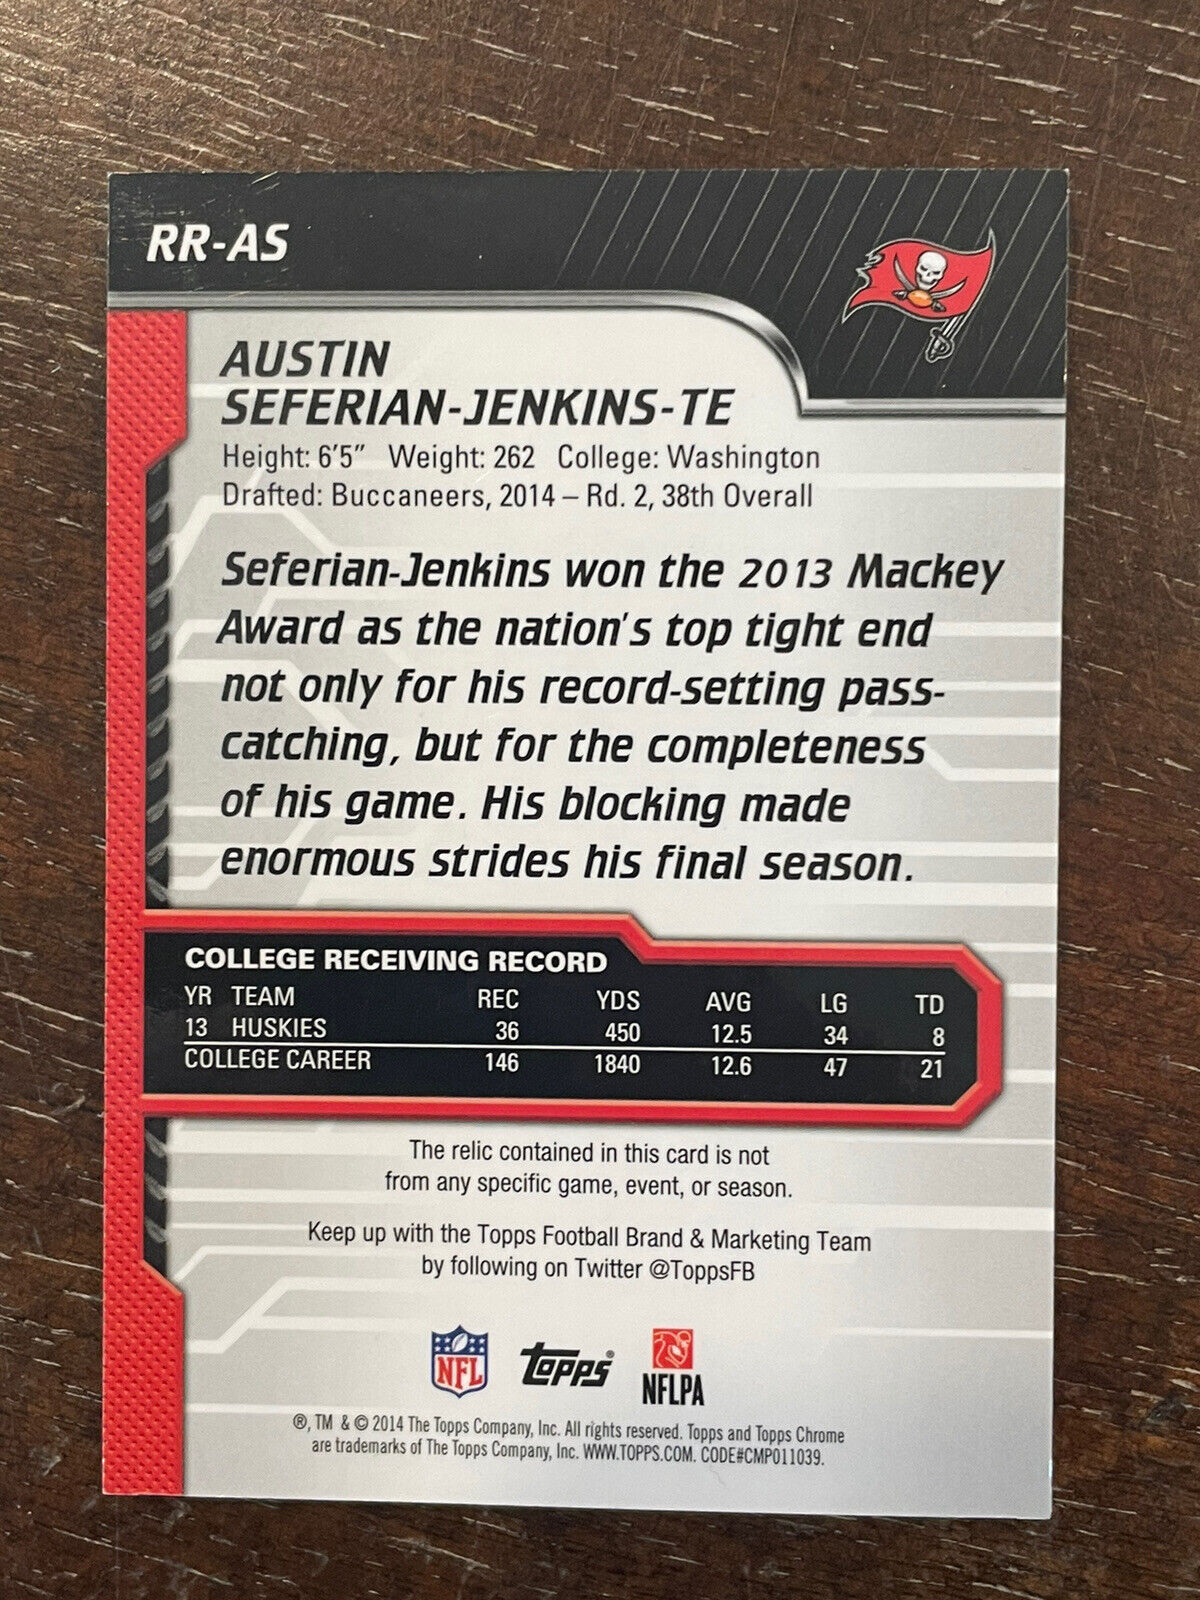 RR-AS
AUSTIN
SEFERIAN-JENKINS-TE
Height: 6'5" Weight: 262 College: Washington
Drafted: Buccaneers, 2014 – Rd. 2, 38th Overall
Seferian-Jenkins won the 2013 Mackey
Award as the nation's top tight end
not only for his record-setting pass-
catching, but for the completeness
of his game. His blocking made
enormous strides his final season.
COLLEGE RECEIVING RECORD
YR TEAM REC YDS AVG LG TD
13 HUSKIES 36 450 12.5 34 8
COLLEGE CAREER 146 1840 12.6 47 21
The relic contained in this card is not
from any specific game, event, or season.
Keep up with the Topps Football Brand & Marketing Team
by following on Twitter @ToppsFB
NFL topps® NFLPA
®, TM & © 2014 The Topps Company, Inc. All rights reserved. Topps and Topps Chrome
are trademarks of The Topps Company, Inc. WWW.TOPPS.COM. CODE#CMP011039.